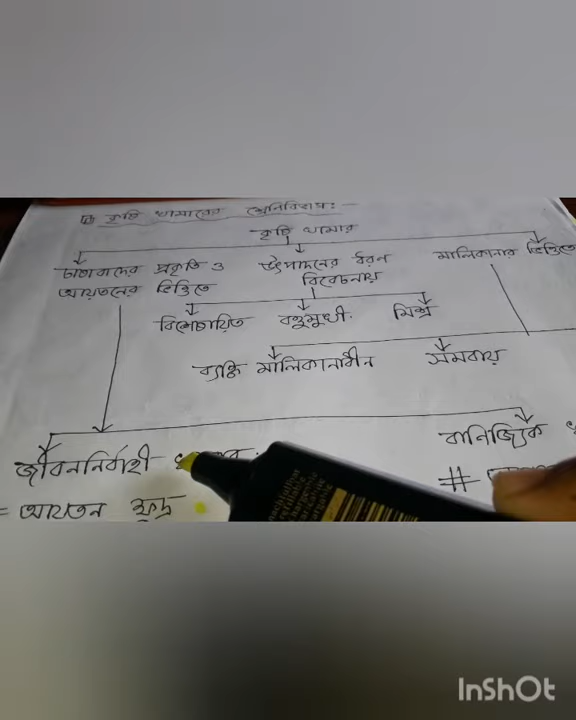 কৃষি খামারের শ্রেনিবিভাগ:-
কৃষি খামার
চাষাবাদের প্রকৃতি ও
আয়তনের ভিত্তিতে
উৎপাদনের ধরন
বিবেচনায়
মালিকানার ভিত্তিতে
বিশেষায়িত
বহুমুখী
মিশ্র
ব্যক্তি মালিকানাধীন
সমবায়
জীবননির্বাহী
বানিজ্যিক
#
= আয়তন ক্ষুদ্র
InShOt